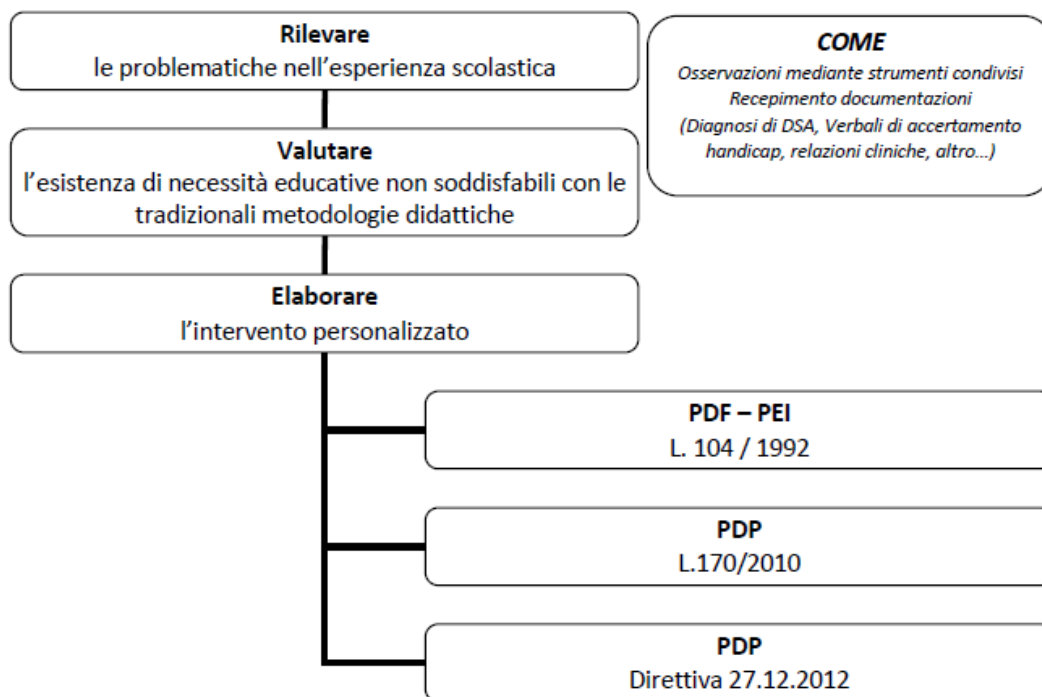 Rilevare
le problematiche nell'esperienza scolastica
COME
Osservazioni mediante strumenti condivisi
Recepimento documentazioni
(Diagnosi di DSA, Verbali di accertamento
handicap, relazioni cliniche, altro...)
Valutare
l'esistenza di necessità educative non soddisfabili con le
tradizonali metodologie didattiche
Elaborare
l'intervento personalizzato
PDF – PEI
L. 104 / 1992
PDP
L.170/2010
PDP
Direttiva 27.12.2012